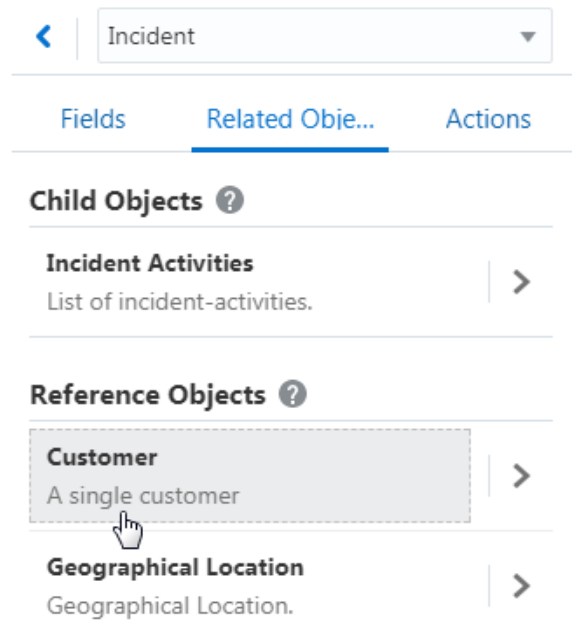 Incident
Fields Related Obje... Actions
Child Objects ?
Incident Activities
List of incident-activities.
Reference Objects ?
Customer
A single customer
Geographical Location
Geographical Location.